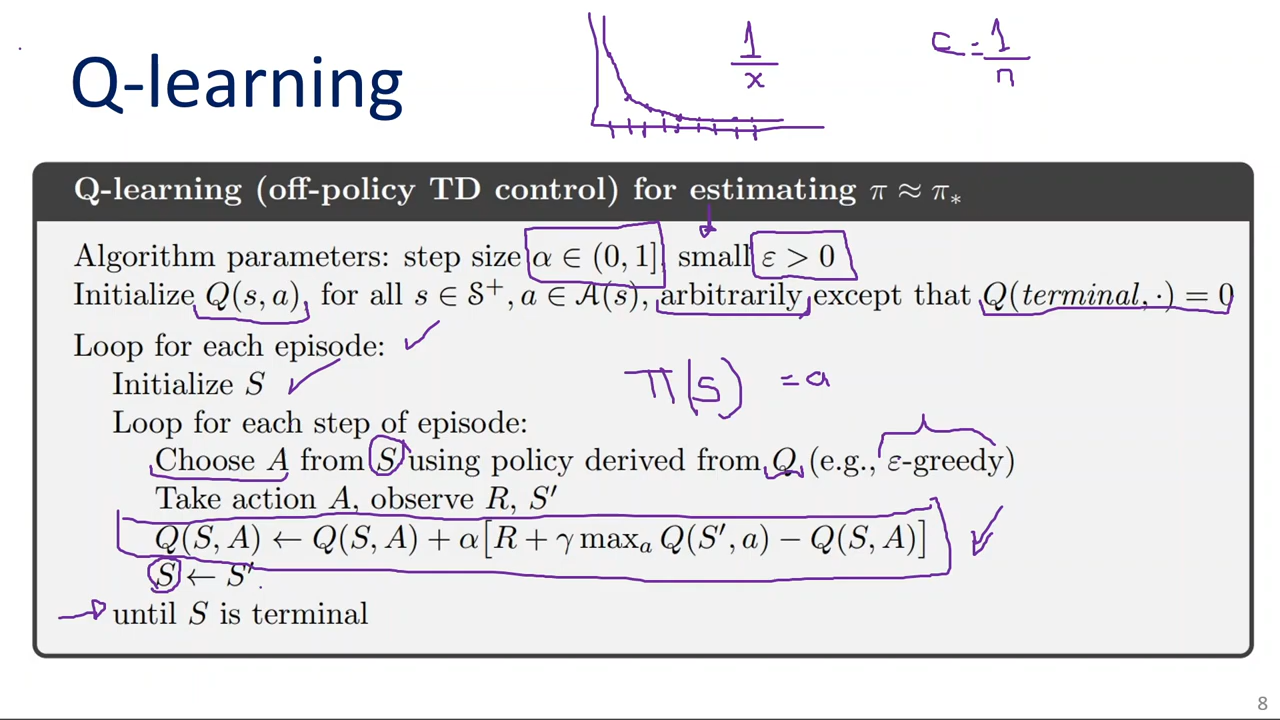 Q-learning
1/x
ε = 1/n
Q-learning (off-policy TD control) for estimating π ≈ π*
Algorithm parameters: step size α ∈ (0, 1], small ε > 0
Initialize Q(s, a), for all s ∈ S⁺, a ∈ A(s), arbitrarily except that Q(terminal, ·) = 0
Loop for each episode:
Initialize S
π(s) = a
Loop for each step of episode:
Choose A from S using policy derived from Q (e.g., ε-greedy)
Take action A, observe R, S′
Q(S, A) ← Q(S, A) + α[R + γ maxₐ Q(S′, a) − Q(S, A)]
S ← S′
until S is terminal
8